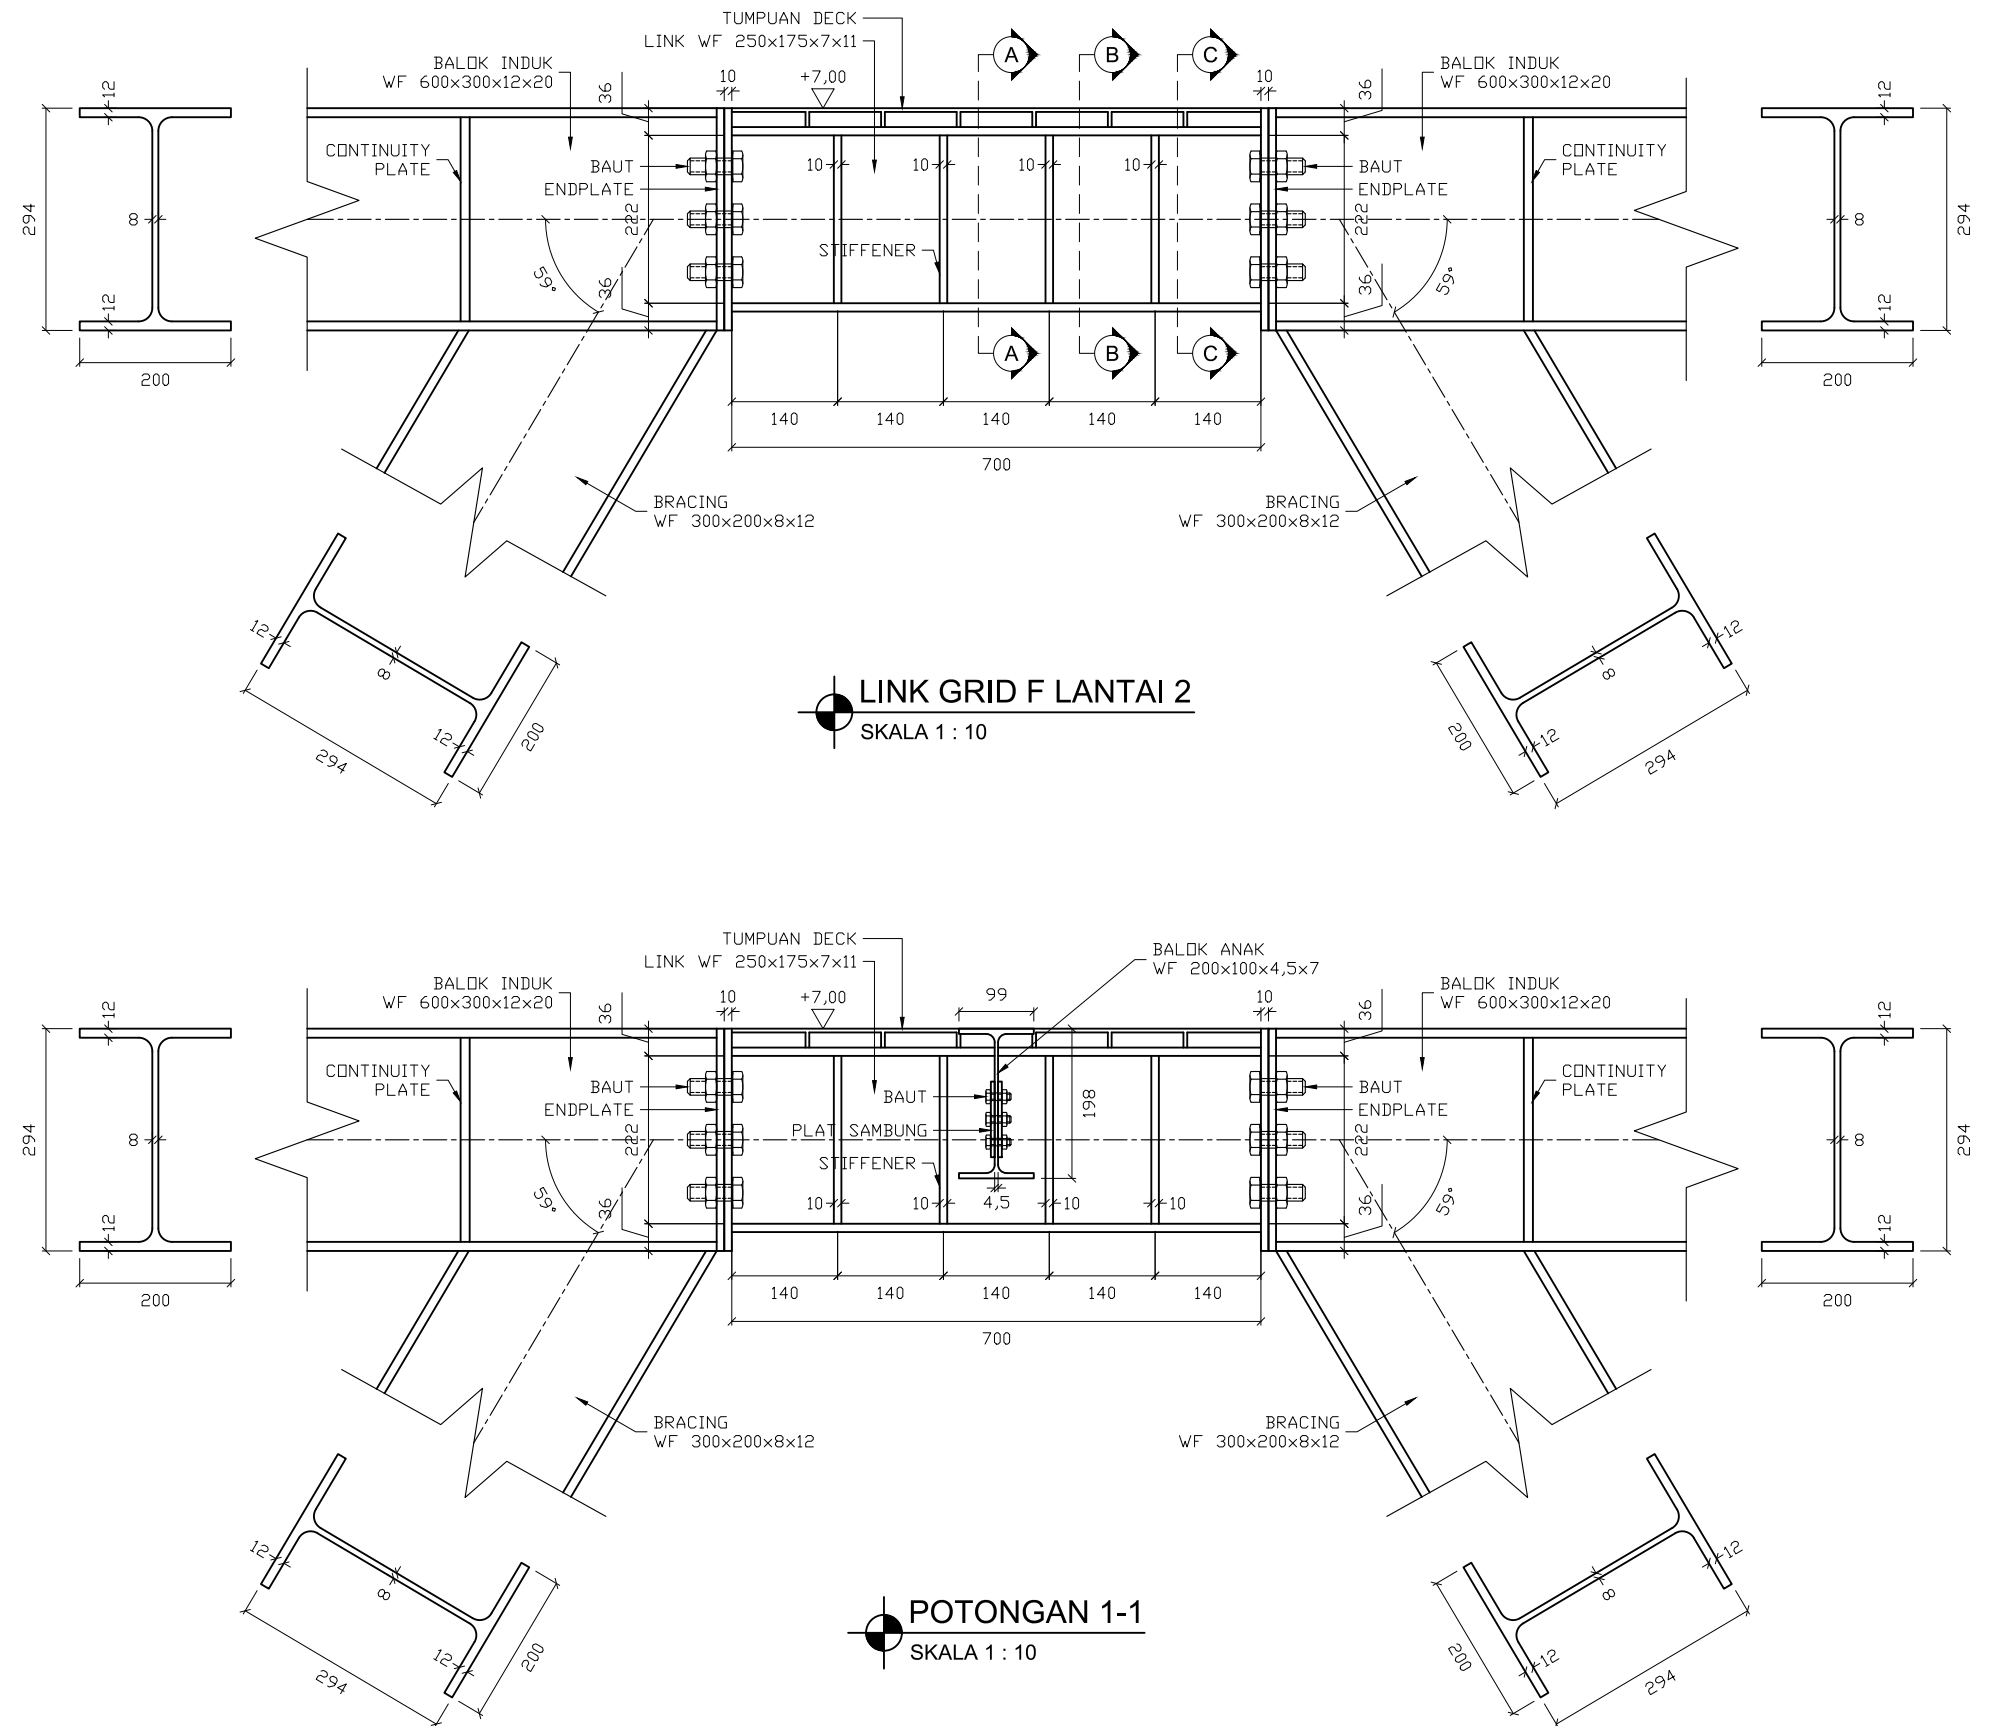 TUMPUAN DECK
LINK WF 250x175x7x11
BALOK INDUK
WF 600x300x12x20
10
+7,00
A
B
C
10
BALOK INDUK
WF 600x300x12x20
12
36
36
12
CONTINUITY
PLATE
BAUT
ENDPLATE
10
10
10
10
BAUT
ENDPLATE
CONTINUITY
PLATE
294
8
222
222
8
294
STIFFENER
59°
36
36
59°
12
12
A
B
C
200
200
140
140
140
140
140
700
BRACING
WF 300x200x8x12
BRACING
WF 300x200x8x12
12
8
12
200
294
12
8
12
200
294
LINK GRID F LANTAI 2
SKALA 1 : 10
TUMPUAN DECK
LINK WF 250x175x7x11
BALOK ANAK
WF 200x100x4,5x7
BALOK INDUK
WF 600x300x12x20
10
+7,00
99
10
BALOK INDUK
WF 600x300x12x20
12
36
36
12
CONTINUITY
PLATE
BAUT
ENDPLATE
BAUT
198
BAUT
ENDPLATE
CONTINUITY
PLATE
294
8
222
PLAT SAMBUNG
222
8
294
STIFFENER
59°
36
10
10
4,5
10
10
36
59°
12
12
200
200
140
140
140
140
140
700
BRACING
WF 300x200x8x12
BRACING
WF 300x200x8x12
12
8
12
200
294
12
8
12
200
294
POTONGAN 1-1
SKALA 1 : 10